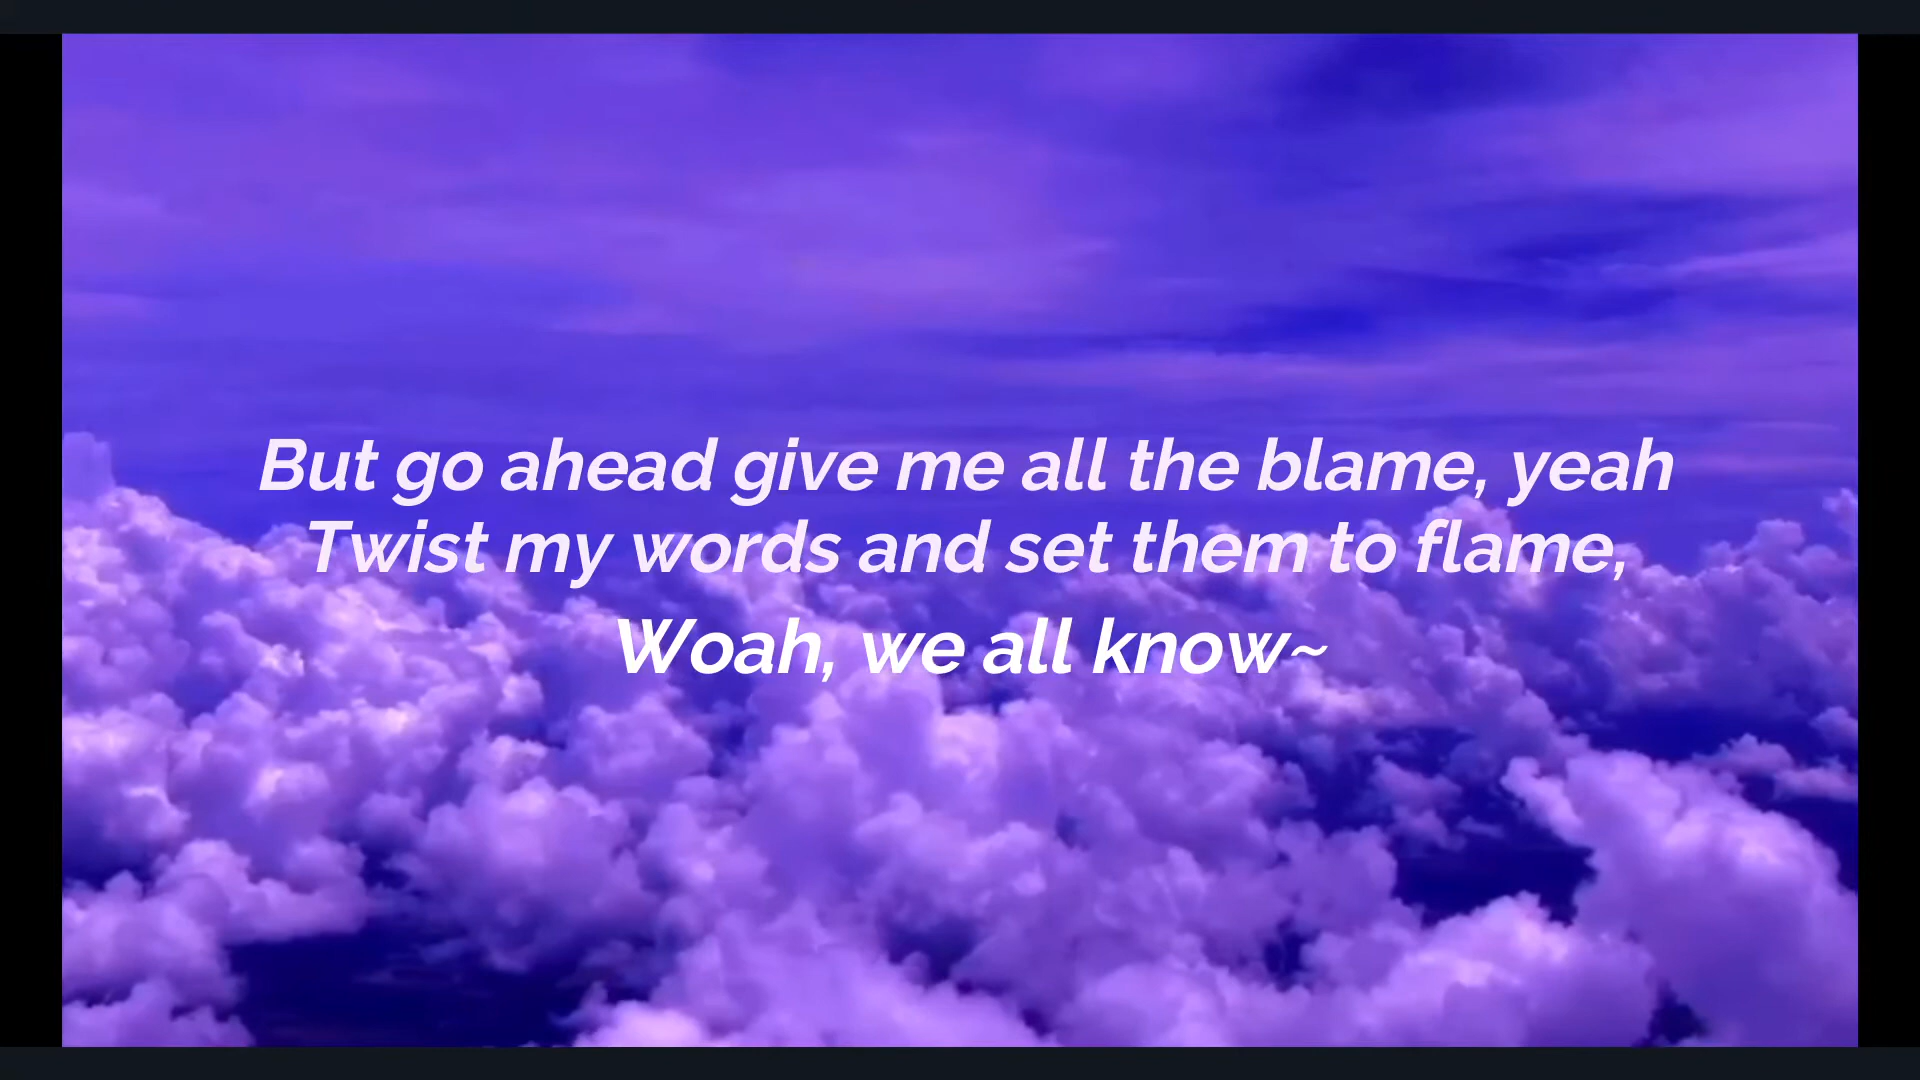 But go ahead give me all the blame, yeah
Twist my words and set them to flame,
Woah, we all know~